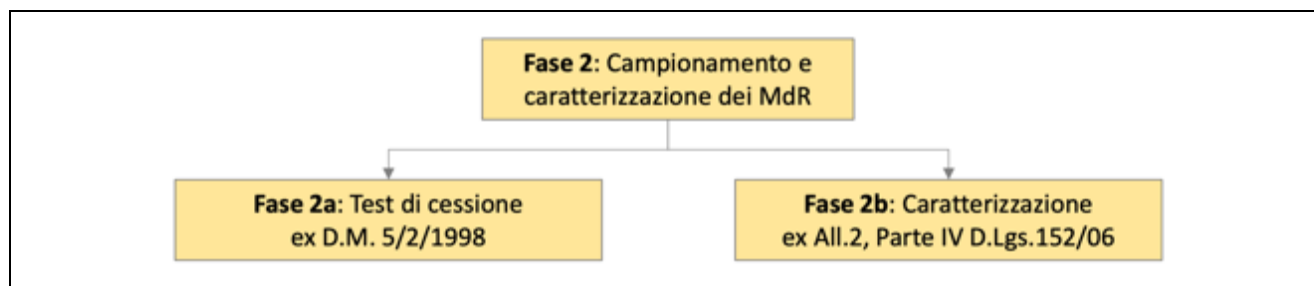 Fase 2: Campionamento e
caratterizzazione dei MdR
Fase 2a: Test di cessione
ex D.M. 5/2/1998
Fase 2b: Caratterizzazione
ex All.2, Parte IV D.Lgs.152/06